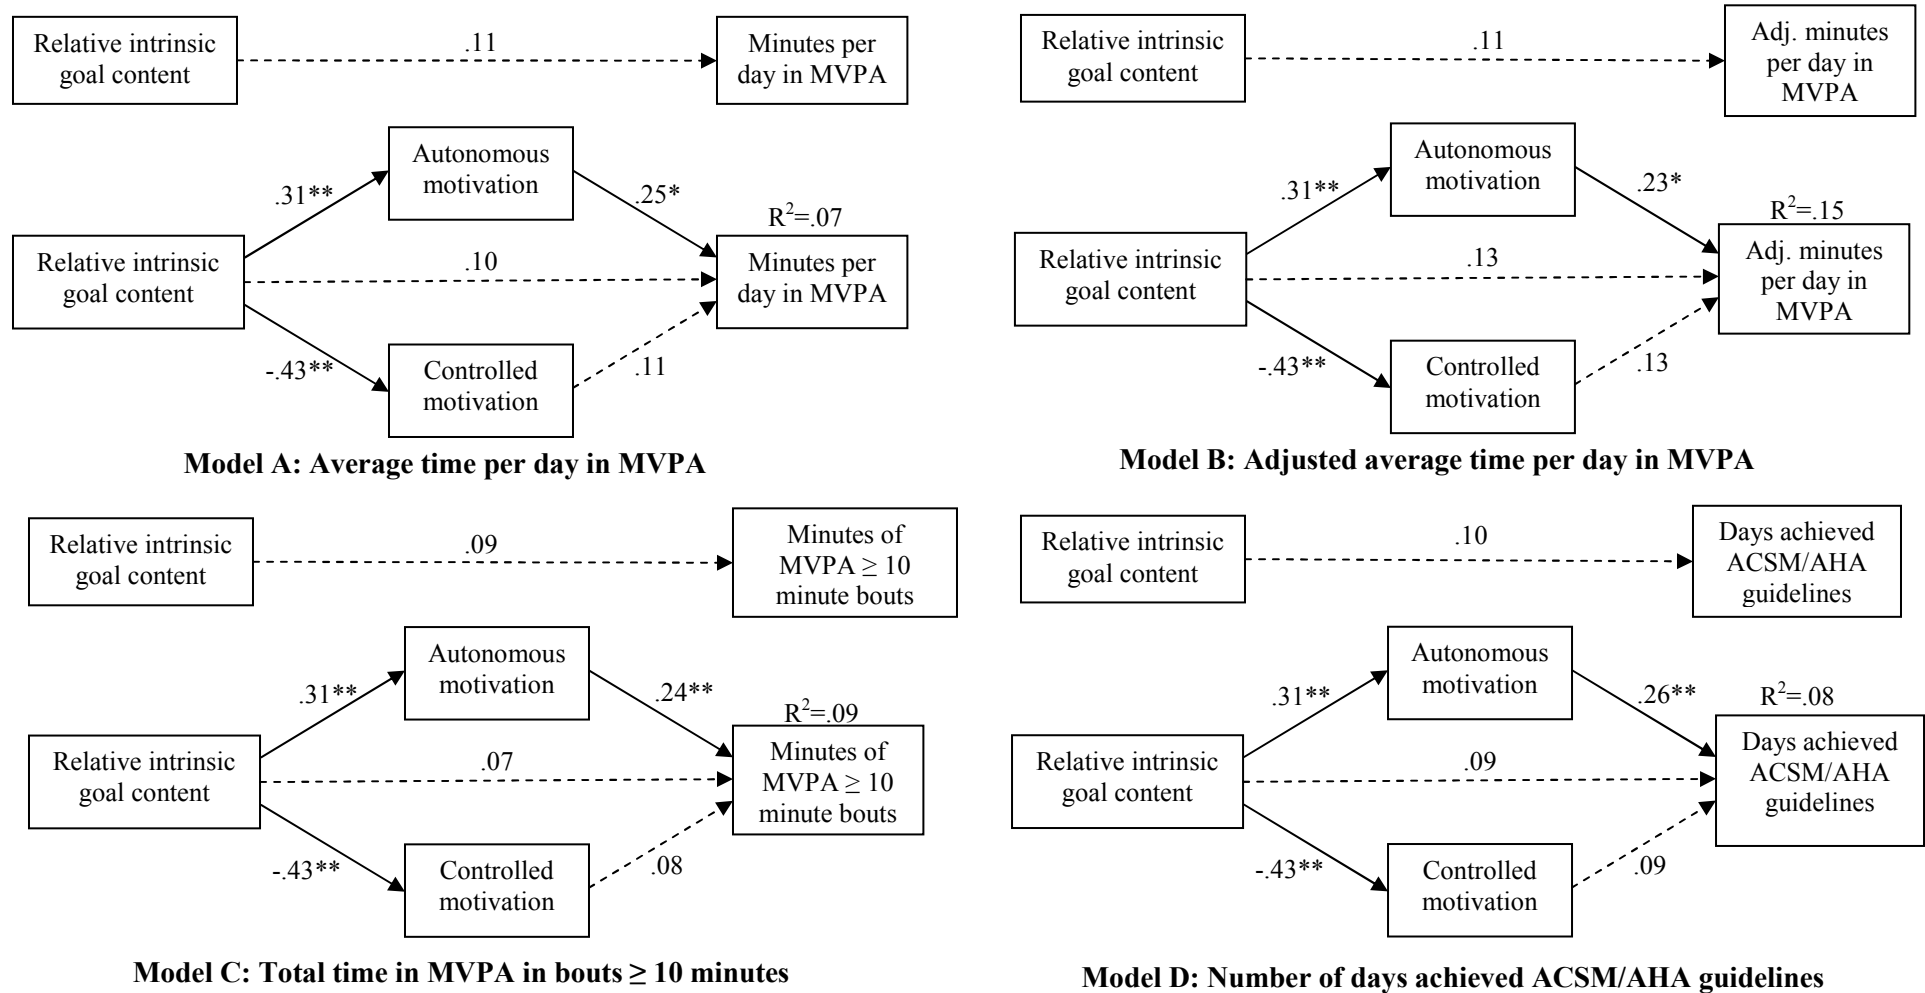 Relative intrinsic
goal content
.11
Minutes per
day in MVPA
Autonomous
motivation
.31**
.25*
R²=.07
Relative intrinsic
goal content
.10
Minutes per
day in MVPA
-.43**
Controlled
motivation
.11
Model A: Average time per day in MVPA
Relative intrinsic
goal content
.11
Adj. minutes
per day in
MVPA
Autonomous
motivation
.31**
.23*
R²=.15
Relative intrinsic
goal content
.13
Adj. minutes
per day in
MVPA
-.43**
Controlled
motivation
.13
Model B: Adjusted average time per day in MVPA
Relative intrinsic
goal content
.09
Minutes of
MVPA ≥ 10
minute bouts
Autonomous
motivation
.31**
.24**
R²=.09
Relative intrinsic
goal content
.07
Minutes of
MVPA ≥ 10
minute bouts
-.43**
Controlled
motivation
.08
Model C: Total time in MVPA in bouts ≥ 10 minutes
Relative intrinsic
goal content
.10
Days achieved
ACSM/AHA
guidelines
Autonomous
motivation
.31**
.26**
R²=.08
Relative intrinsic
goal content
.09
Days achieved
ACSM/AHA
guidelines
-.43**
Controlled
motivation
.09
Model D: Number of days achieved ACSM/AHA guidelines